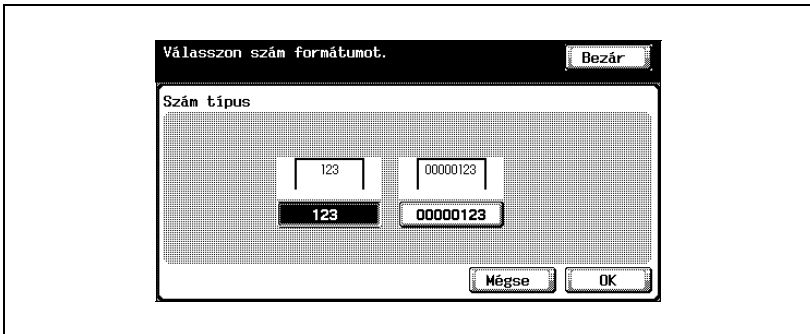 Válasszon szám formátumot.
Bezár
Szám típus
123 00000123
123 00000123
Mégse OK